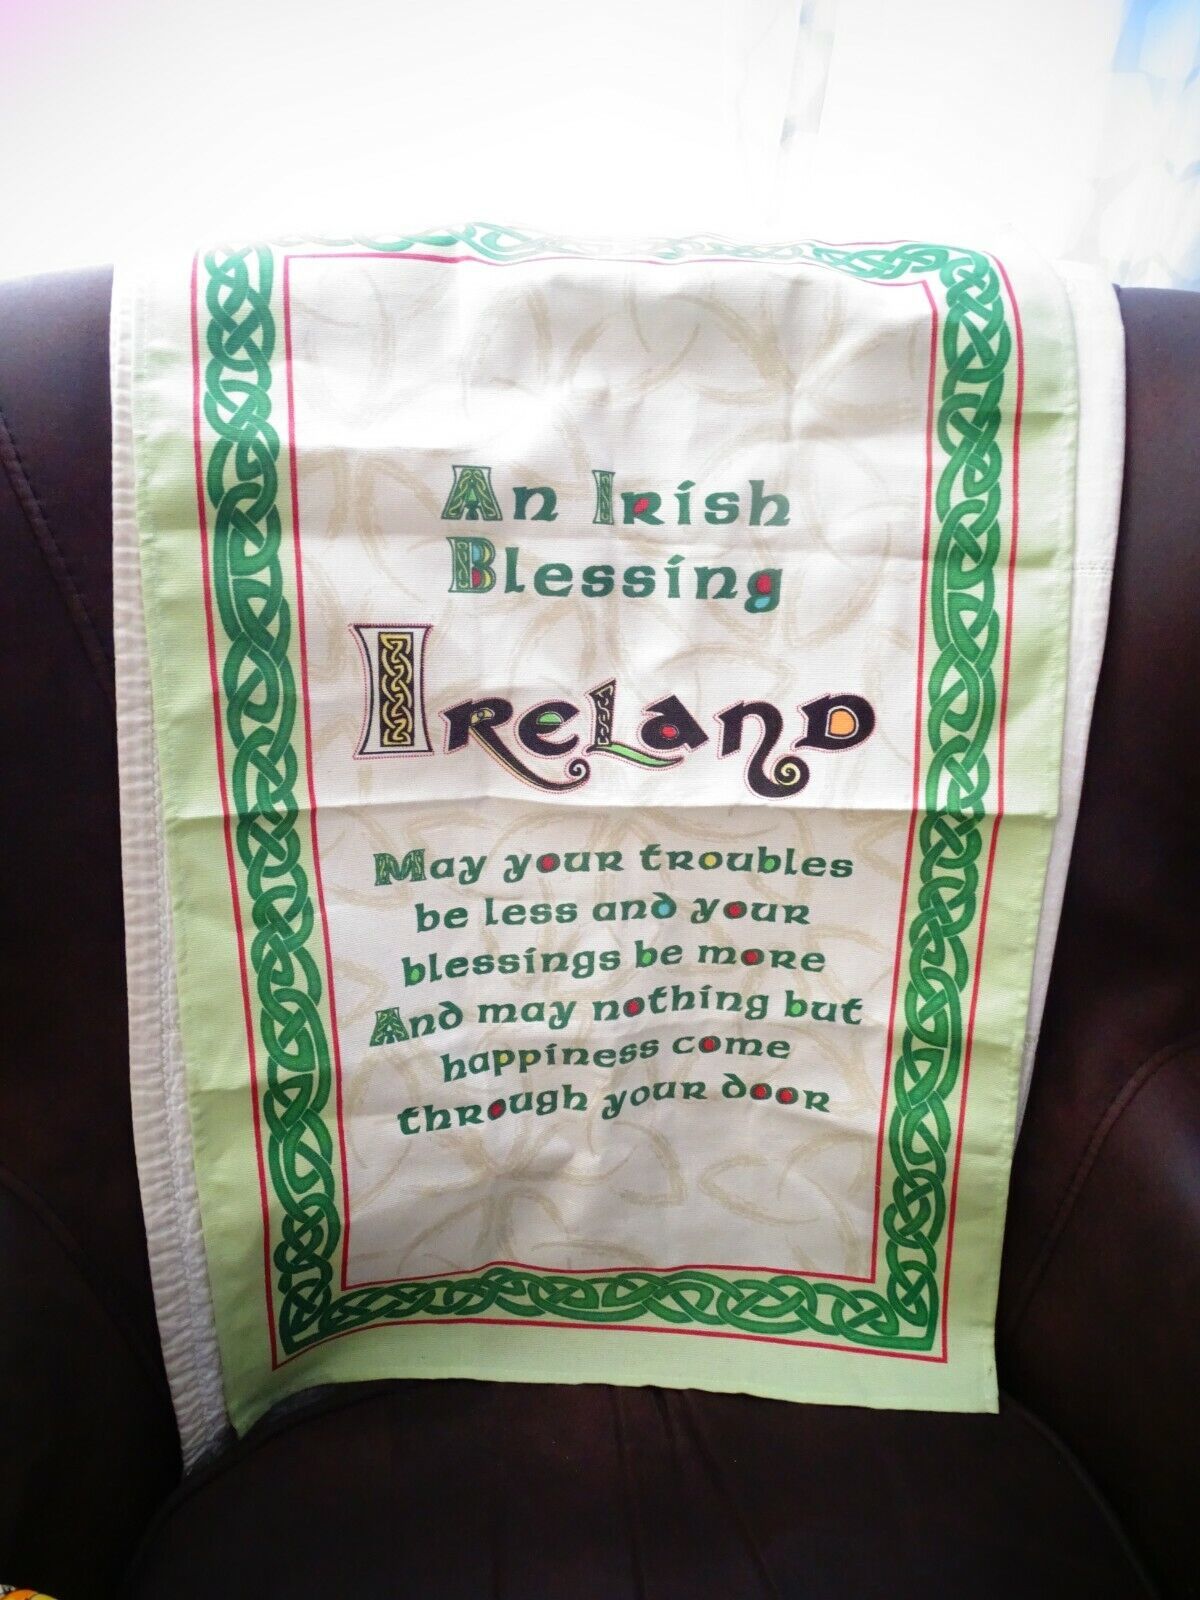 An Irish
Blessing
Ireland
May your troubles
be less and your
blessings be more
And may nothing but
happiness come
through your door